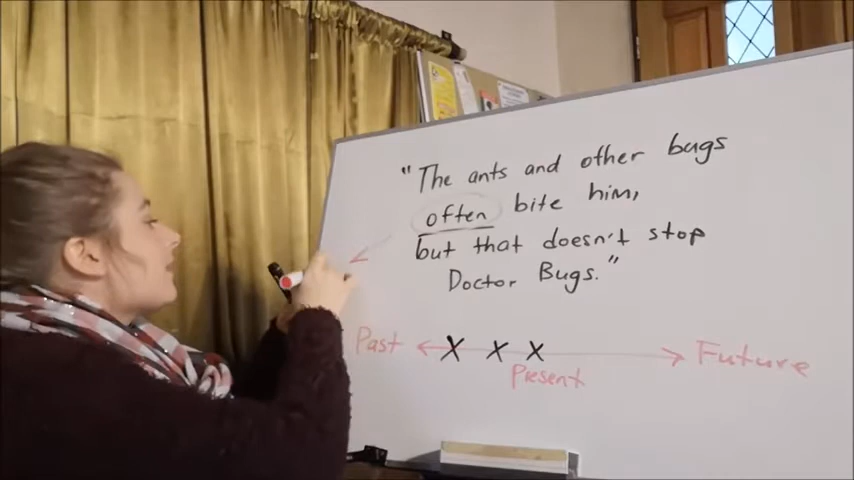 "The ants and other bugs
often bite him,
but that doesn't stop
Doctor Bugs."
Past ← X X X → Future
Present